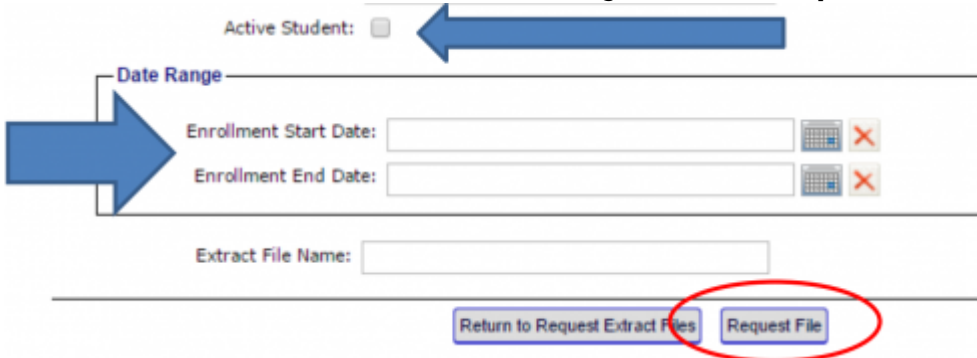 Active Student:
Date Range
Enrollment Start Date:
Enrollment End Date:
Extract File Name:
Return to Request Extract Files Request File